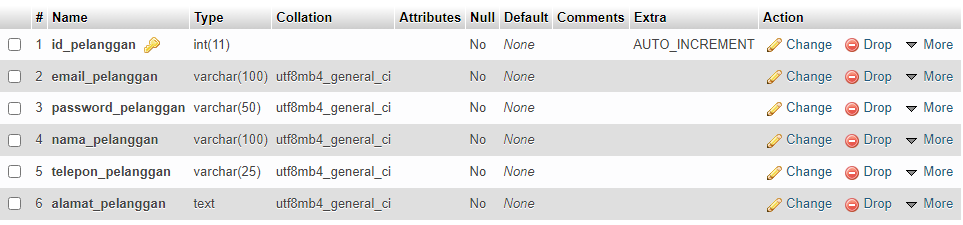 # Name Type Collation Attributes Null Default Comments Extra Action
1 id_pelanggan int(11) No None AUTO_INCREMENT Change Drop More
2 email_pelanggan varchar(100) utf8mb4_general_ci No None Change Drop More
3 password_pelanggan varchar(50) utf8mb4_general_ci No None Change Drop More
4 nama_pelanggan varchar(100) utf8mb4_general_ci No None Change Drop More
5 telepon_pelanggan varchar(25) utf8mb4_general_ci No None Change Drop More
6 alamat_pelanggan text utf8mb4_general_ci No None Change Drop More